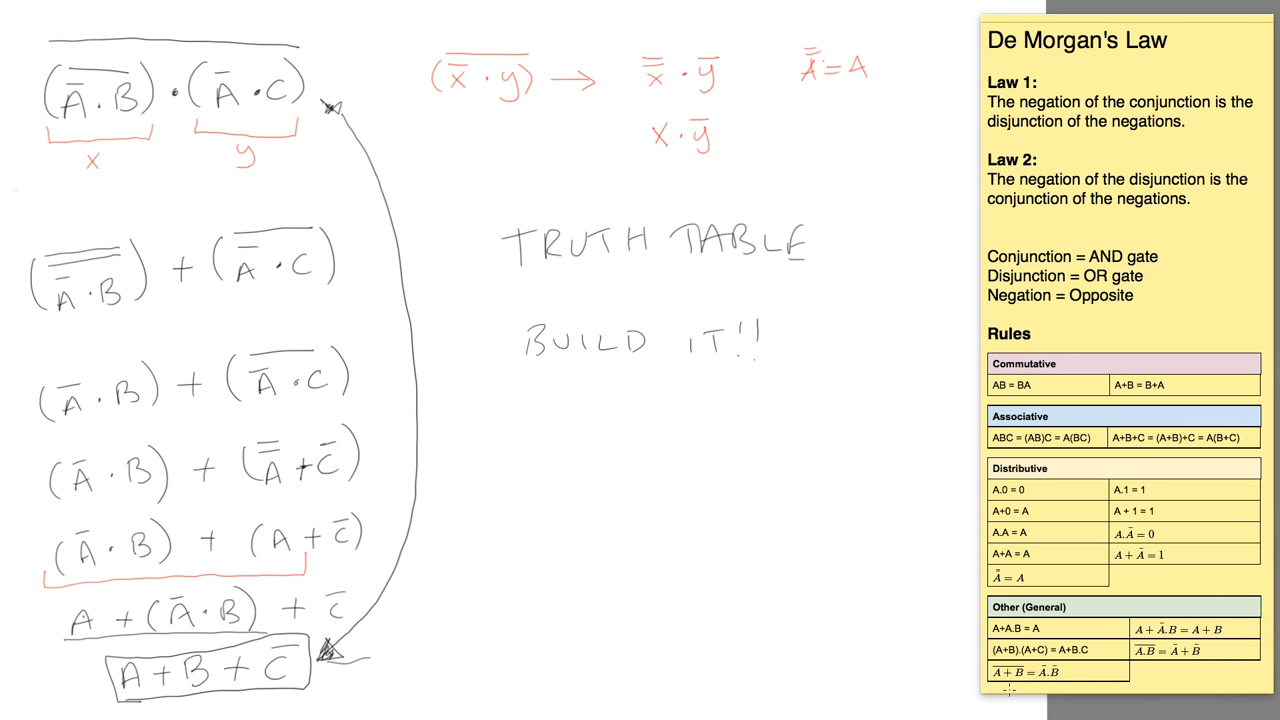 (A̿̅ · B) · (A̅ · C)
x
y
(x̅ · y) → x̿ · y̅
x · y̅
A̿ = A
(A̿ · B) + (A̿ · C)
(A̅ · B) + (A̅ · C)
(A̅ · B) + (A̿ + C̅)
(A̅ · B) + (A + C̅)
A + (A̅ · B) + C̅
A + B + C̅
TRUTH TABLE
BUILD IT!!
De Morgan's Law
Law 1:
The negation of the conjunction is the
disjunction of the negations.
Law 2:
The negation of the disjunction is the
conjunction of the negations.
Conjunction = AND gate
Disjunction = OR gate
Negation = Opposite
Rules
Commutative
AB = BA A+B = B+A
Associative
ABC = (AB)C = A(BC) A+B+C = (A+B)+C = A(B+C)
Distributive
A.0 = 0 A.1 = 1
A+0 = A A + 1 = 1
A.A = A A.A̅ = 0
A+A = A A + A̅ = 1
A̿ = A
Other (General)
A+A.B = A A + A̅.B = A + B
(A+B).(A+C) = A+B.C A̅.̅B̅ = A̅ + B̅
A̅ ̅+̅ ̅B̅ = A̅.B̅